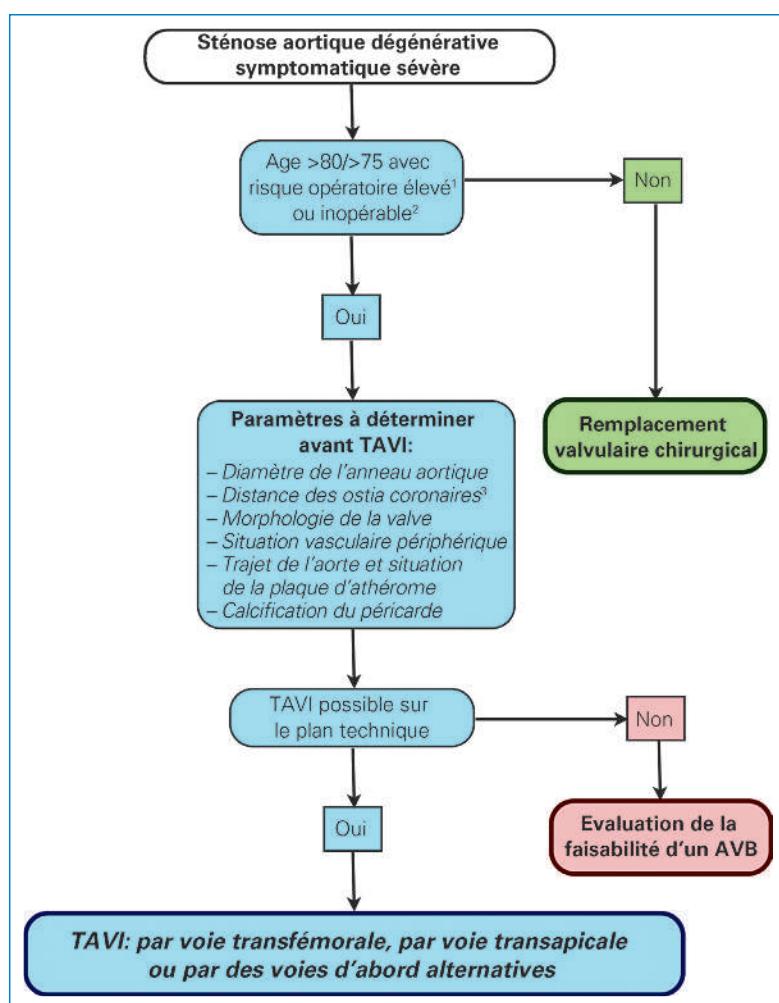 Sténose aortique dégénérative
symptomatique sévère
Age >80/>75 avec
risque opératoire élevé¹
ou inopérable²
Non
Oui
Remplacement
valvulaire chirurgical
Paramètres à déterminer
avant TAVI:
– Diamètre de l'anneau aortique
– Distance des ostia coronaires³
– Morphologie de la valve
– Situation vasculaire périphérique
– Trajet de l'aorte et situation
de la plaque d'athérome
– Calcification du péricarde
TAVI possible sur
le plan technique
Non
Oui
Evaluation de la
faisabilité d'un AVB
TAVI: par voie transfémorale, par voie transapicale
ou par des voies d'abord alternatives